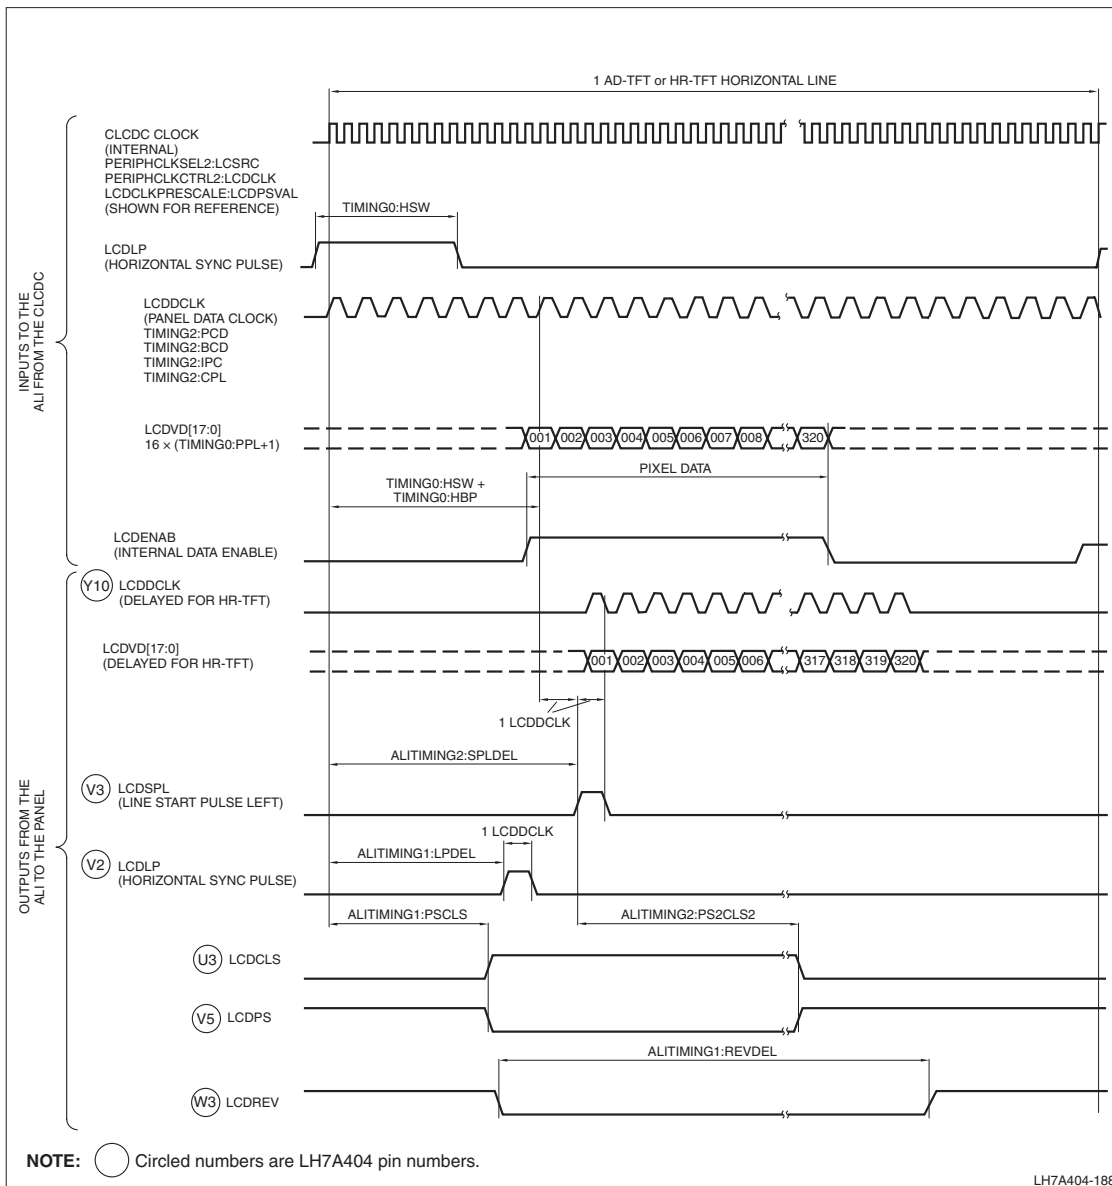 1 AD-TFT or HR-TFT HORIZONTAL LINE
INPUTS TO THE
ALI FROM THE CLCDC
CLCDC CLOCK
(INTERNAL)
PERIPHCLKSEL2:LCSRC
PERIPHCLKCTRL2:LCDCLK
LCDCLKPRESCALE:LCDPSVAL
(SHOWN FOR REFERENCE)
TIMING0:HSW
LCDLP
(HORIZONTAL SYNC PULSE)
LCDDCLK
(PANEL DATA CLOCK)
TIMING2:PCD
TIMING2:BCD
TIMING2:IPC
TIMING2:CPL
LCDVD[17:0]
16 × (TIMING0:PPL+1)
001 002 003 004 005 006 007 008 320
PIXEL DATA
TIMING0:HSW +
TIMING0:HBP
LCDENAB
(INTERNAL DATA ENABLE)
OUTPUTS FROM THE
ALI TO THE PANEL
Y10 LCDDCLK
(DELAYED FOR HR-TFT)
LCDVD[17:0]
(DELAYED FOR HR-TFT)
001 002 003 004 005 006 317 318 319 320
1 LCDDCLK
ALITIMING2:SPLDEL
V3 LCDSPL
(LINE START PULSE LEFT)
1 LCDDCLK
ALITIMING1:LPDEL
V2 LCDLP
(HORIZONTAL SYNC PULSE)
ALITIMING1:PSCLS
ALITIMING2:PS2CLS2
U3 LCDCLS
V5 LCDPS
ALITIMING1:REVDEL
W3 LCDREV
NOTE: Circled numbers are LH7A404 pin numbers.
LH7A404-188